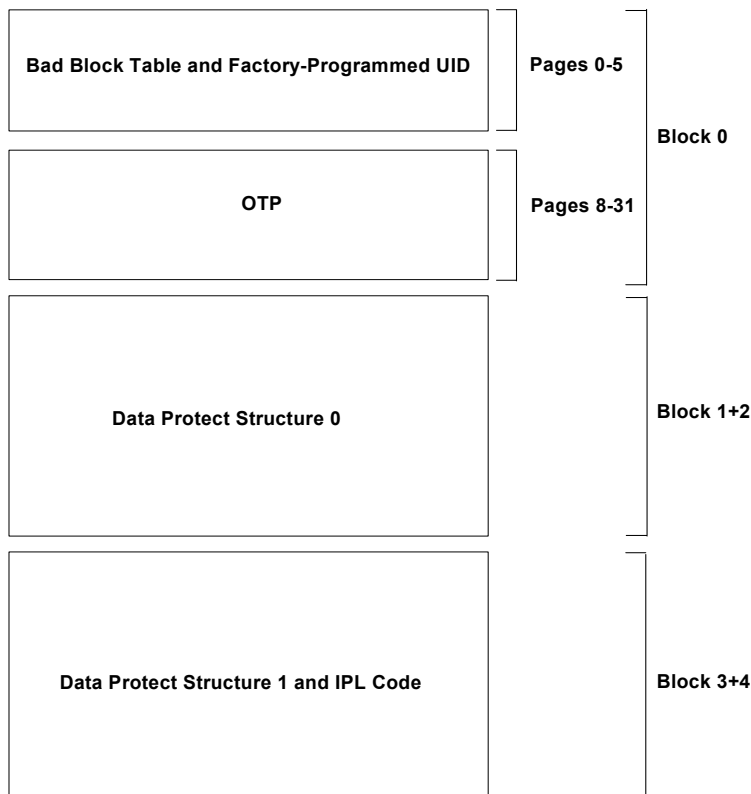 Bad Block Table and Factory-Programmed UID
Pages 0-5
Block 0
OTP
Pages 8-31
Data Protect Structure 0
Block 1+2
Data Protect Structure 1 and IPL Code
Block 3+4